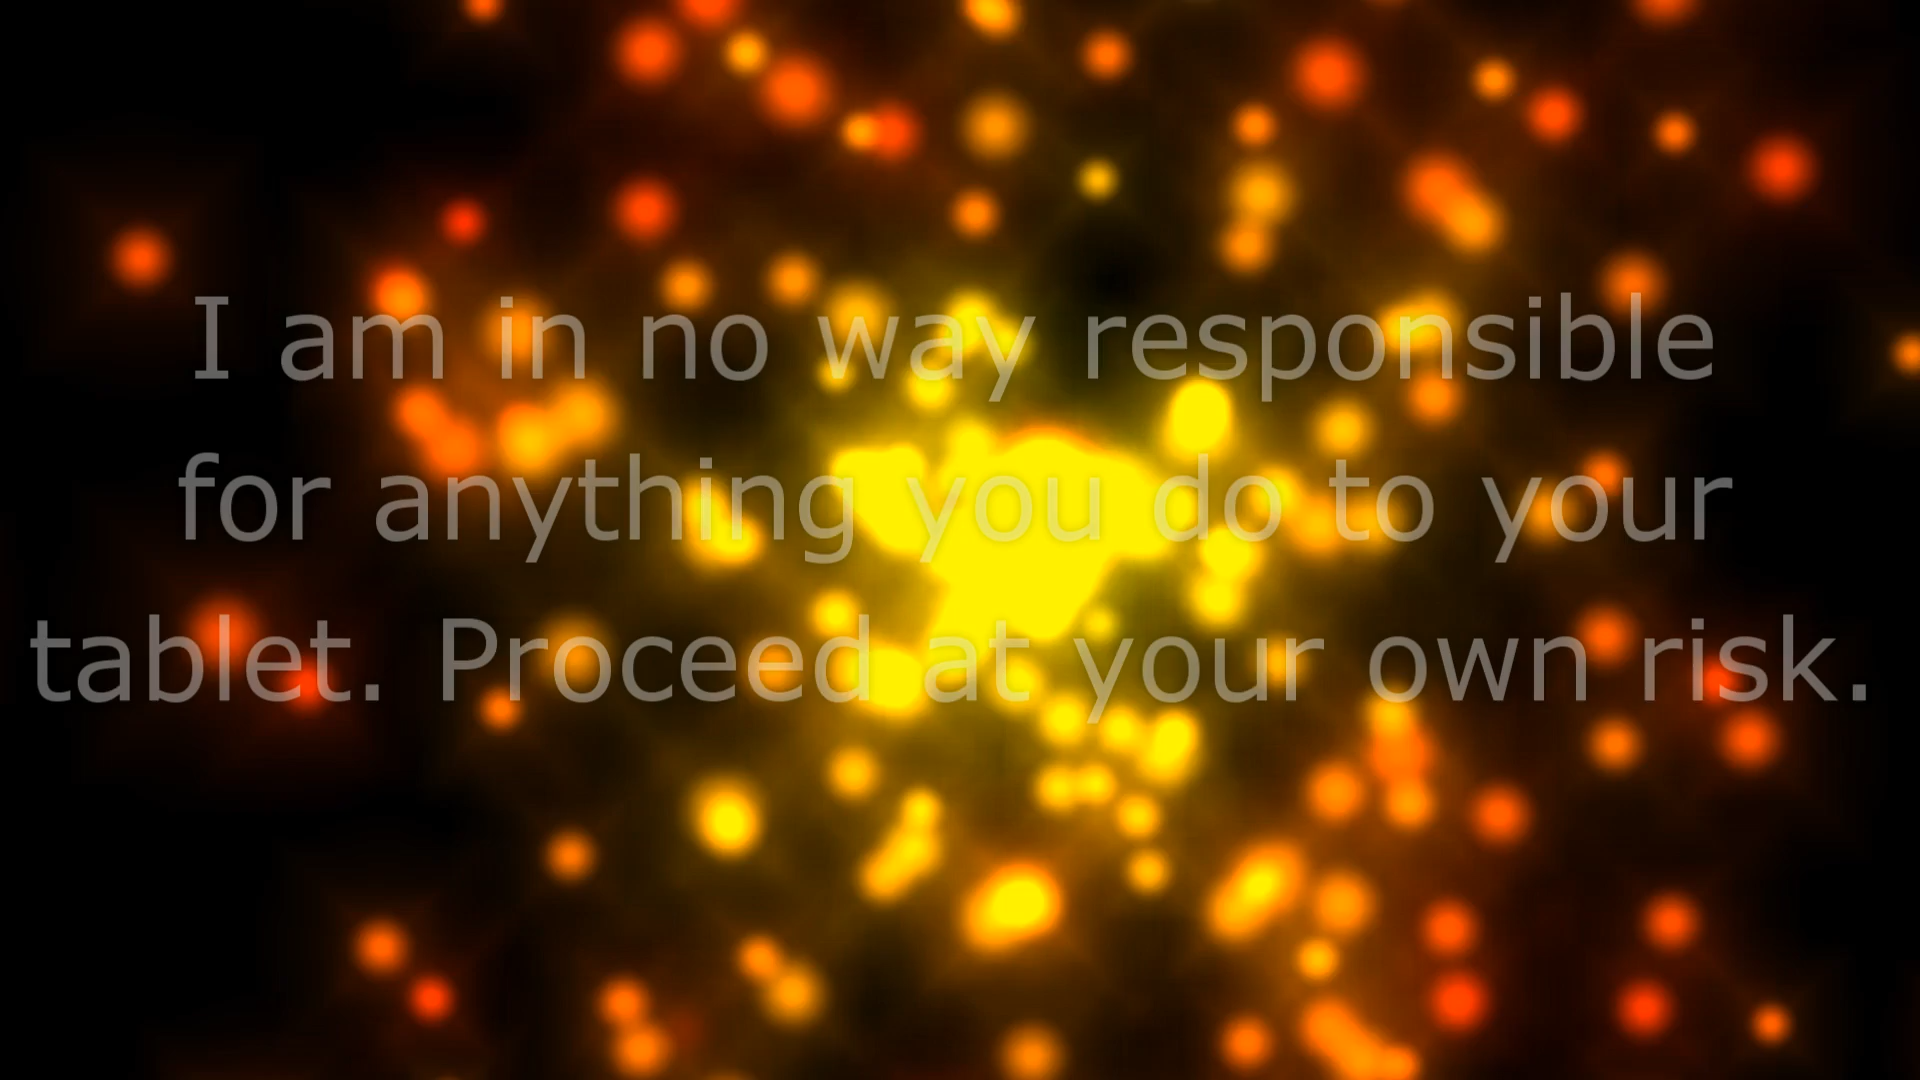 I am in no way responsible
for anything you do to your
tablet. Proceed at your own risk.